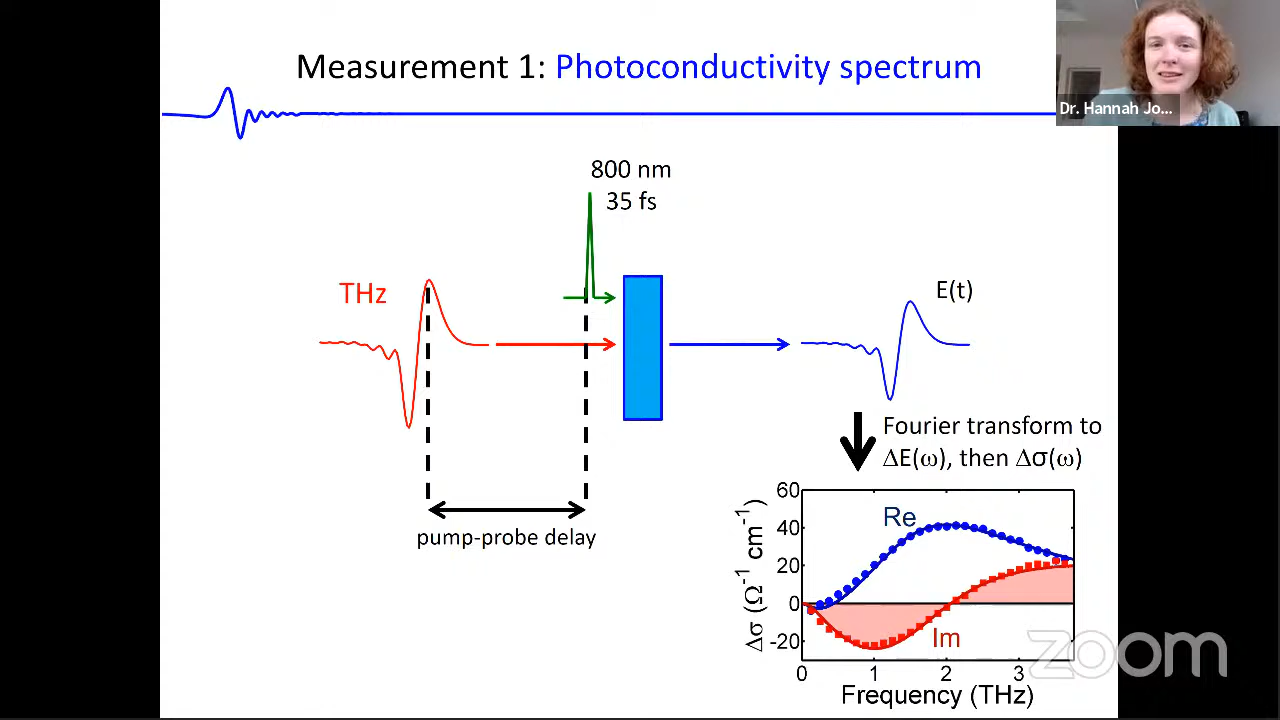 Measurement 1: Photoconductivity spectrum
Dr. Hannah Jo...
800 nm
35 fs
THz
E(t)
pump-probe delay
Fourier transform to
ΔE(ω), then Δσ(ω)
Δσ (Ω⁻¹ cm⁻¹)
60
40
20
0
-20
Re
Im
0 1 2 3
Frequency (THz)
zoom